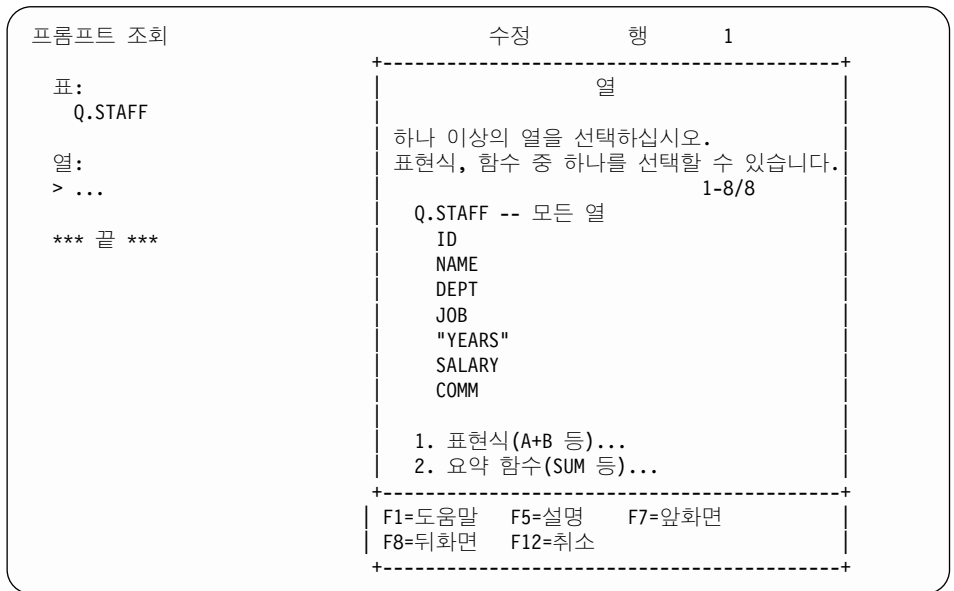 프롬프트 조회 수정 행 1
표:
Q.STAFF
열:
> ...
*** 끝 ***
열
하나 이상의 열을 선택하십시오.
표현식, 함수 중 하나를 선택할 수 있습니다.
1-8/8
Q.STAFF -- 모든 열
ID
NAME
DEPT
JOB
"YEARS"
SALARY
COMM
1. 표현식(A+B 등)...
2. 요약 함수(SUM 등)...
F1=도움말 F5=설명 F7=앞화면
F8=뒤화면 F12=취소